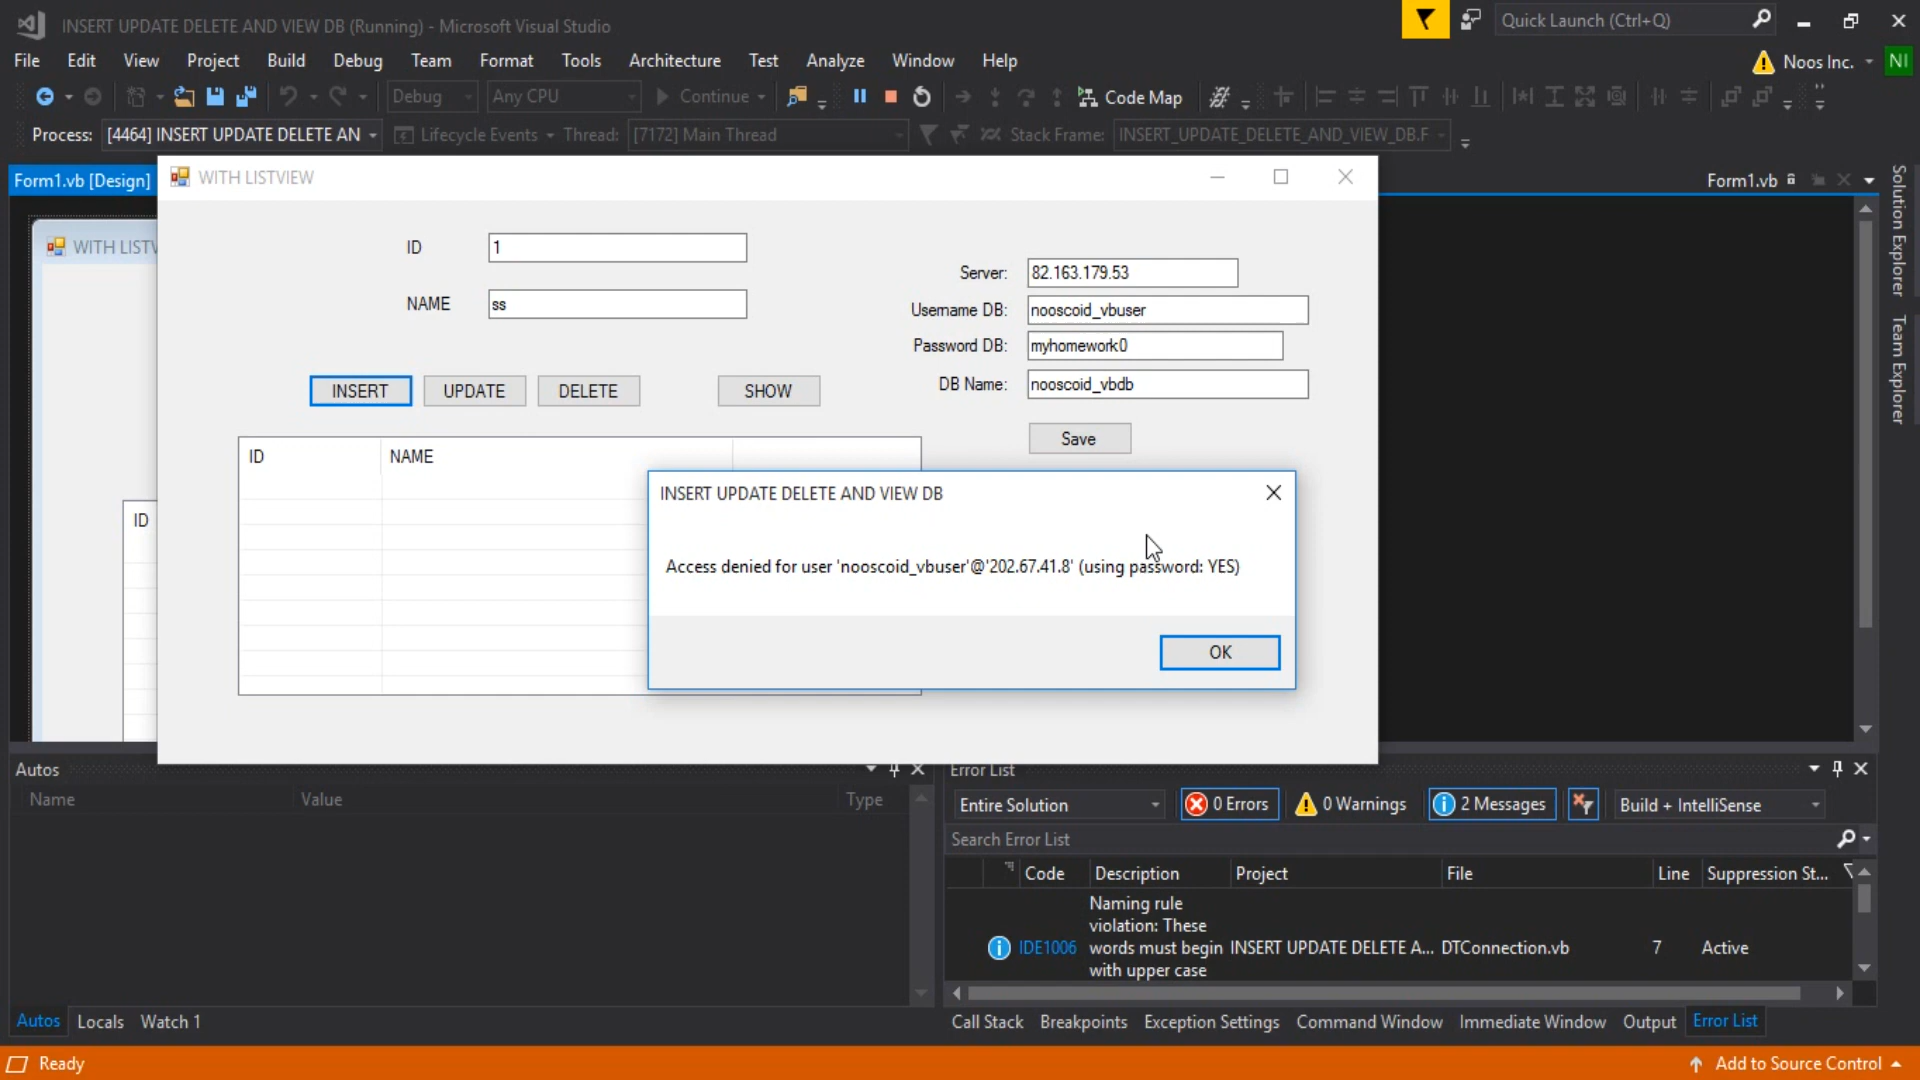 INSERT UPDATE DELETE AND VIEW DB (Running) - Microsoft Visual Studio
Quick Launch (Ctrl+Q)
File Edit View Project Build Debug Team Format Tools Architecture Test Analyze Window Help
Noos Inc. NI
Debug Any CPU Continue Code Map
Process: [4464] INSERT UPDATE DELETE AN Lifecycle Events Thread: [7172] Main Thread Stack Frame: INSERT_UPDATE_DELETE_AND_VIEW_DB.F
Form1.vb [Design]
WITH LISTVIEW
Form1.vb
Solution Explorer
Team Explorer
WITH LISTV
ID
ID 1
NAME ss
Server: 82.163.179.53
Username DB: nooscoid_vbuser
Password DB: myhomework0
DB Name: nooscoid_vbdb
INSERT UPDATE DELETE SHOW
Save
ID NAME
INSERT UPDATE DELETE AND VIEW DB
Access denied for user 'nooscoid_vbuser'@'202.67.41.8' (using password: YES)
OK
Autos
Name Value Type
Autos Locals Watch 1
Error List
Entire Solution 0 Errors 0 Warnings 2 Messages Build + IntelliSense
Search Error List
Code Description Project File Line Suppression St...
Naming rule
violation: These
IDE1006 words must begin INSERT UPDATE DELETE A... DTConnection.vb 7 Active
with upper case
Call Stack Breakpoints Exception Settings Command Window Immediate Window Output Error List
Ready
Add to Source Control